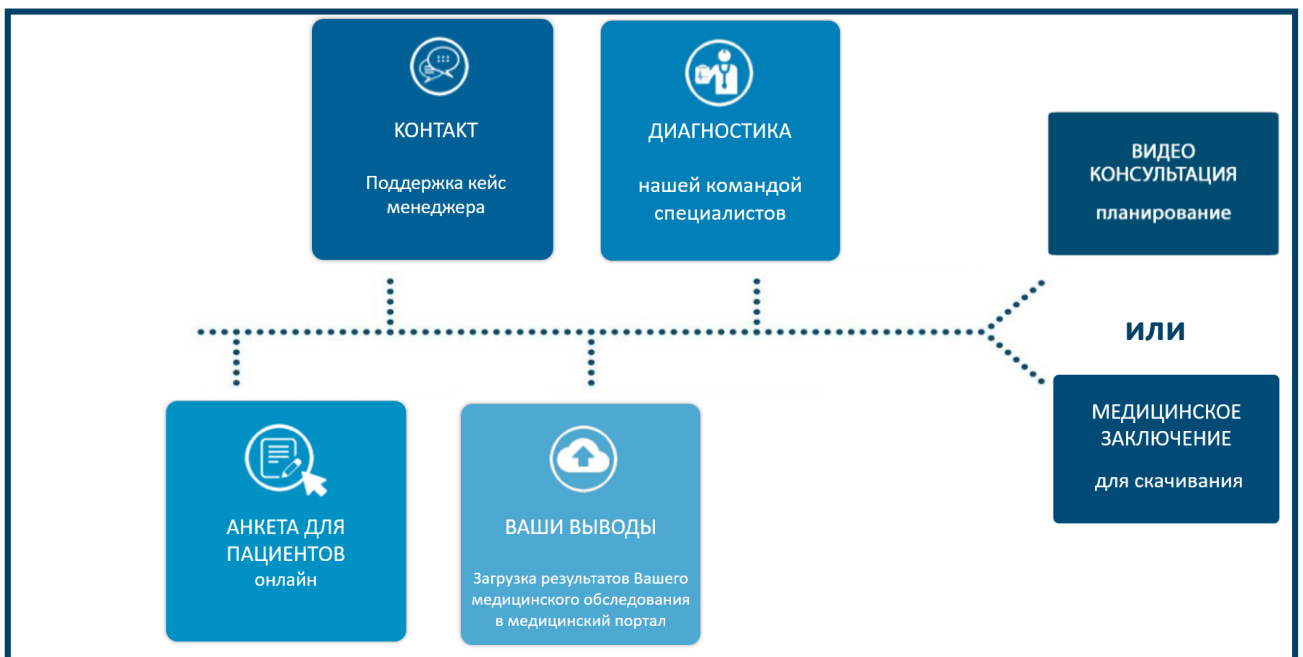 КОНТАКТ
Поддержка кейс
менеджера
ДИАГНОСТИКА
нашей командой
специалистов
ВИДЕО
КОНСУЛЬТАЦИЯ
планирование
или
МЕДИЦИНСКОЕ
ЗАКЛЮЧЕНИЕ
для скачивания
АНКЕТА ДЛЯ
ПАЦИЕНТОВ
онлайн
ВАШИ ВЫВОДЫ
Загрузка результатов Вашего
медицинского обследования
в медицинский портал